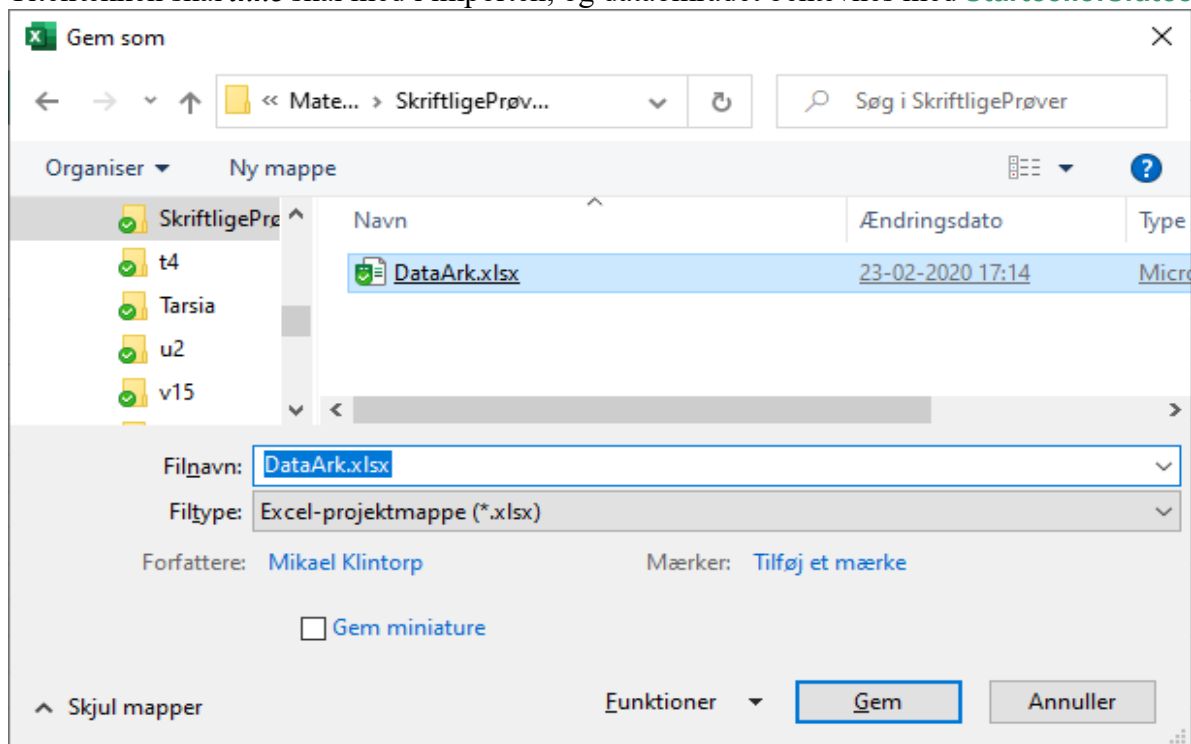 Gem som
« Mate... › SkriftligePrøv...
Søg i SkriftligePrøver
Organiser
Ny mappe
?
SkriftligePrø
Navn
Ændringsdato
Type
t4
DataArk.xlsx
23-02-2020 17:14
Micro
Tarsia
u2
v15
Filnavn: DataArk.xlsx
Filtype: Excel-projektmappe (*.xlsx)
Forfattere: Mikael Klintorp
Mærker: Tilføj et mærke
Gem miniature
Skjul mapper
Funktioner
Gem
Annuller